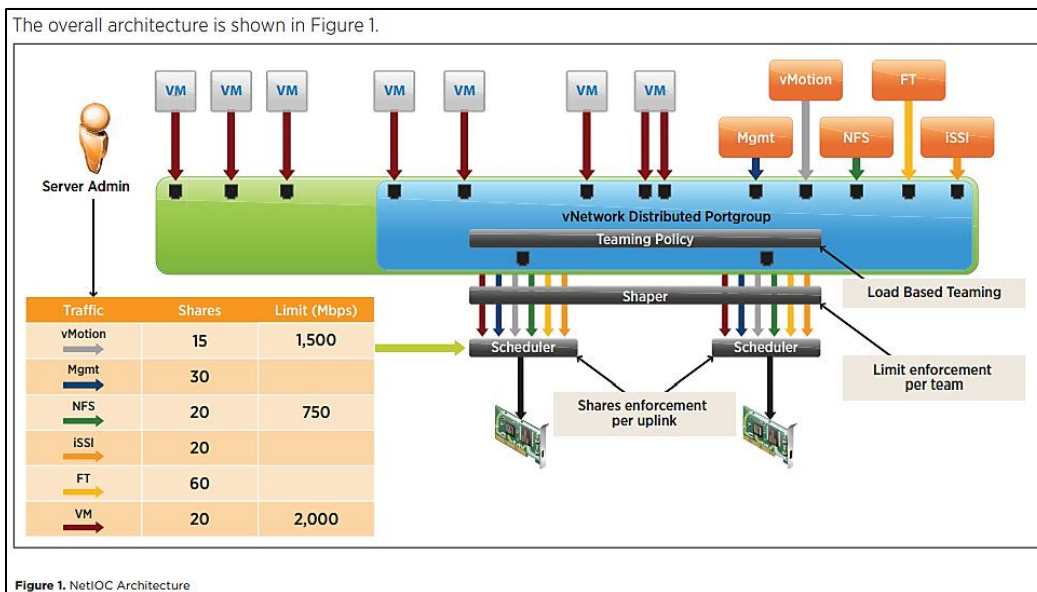 The overall architecture is shown in Figure 1.
VM VM VM VM VM VM VM
vMotion FT
Mgmt NFS iSSI
Server Admin
vNetwork Distributed Portgroup
Teaming Policy
Load Based Teaming
Shaper
Traffic Shares Limit (Mbps)
vMotion 15 1,500
Mgmt 30
NFS 20 750
iSSI 20
FT 60
VM 20 2,000
Scheduler Scheduler
Limit enforcement
per team
Shares enforcement
per uplink
Figure 1. NetIOC Architecture